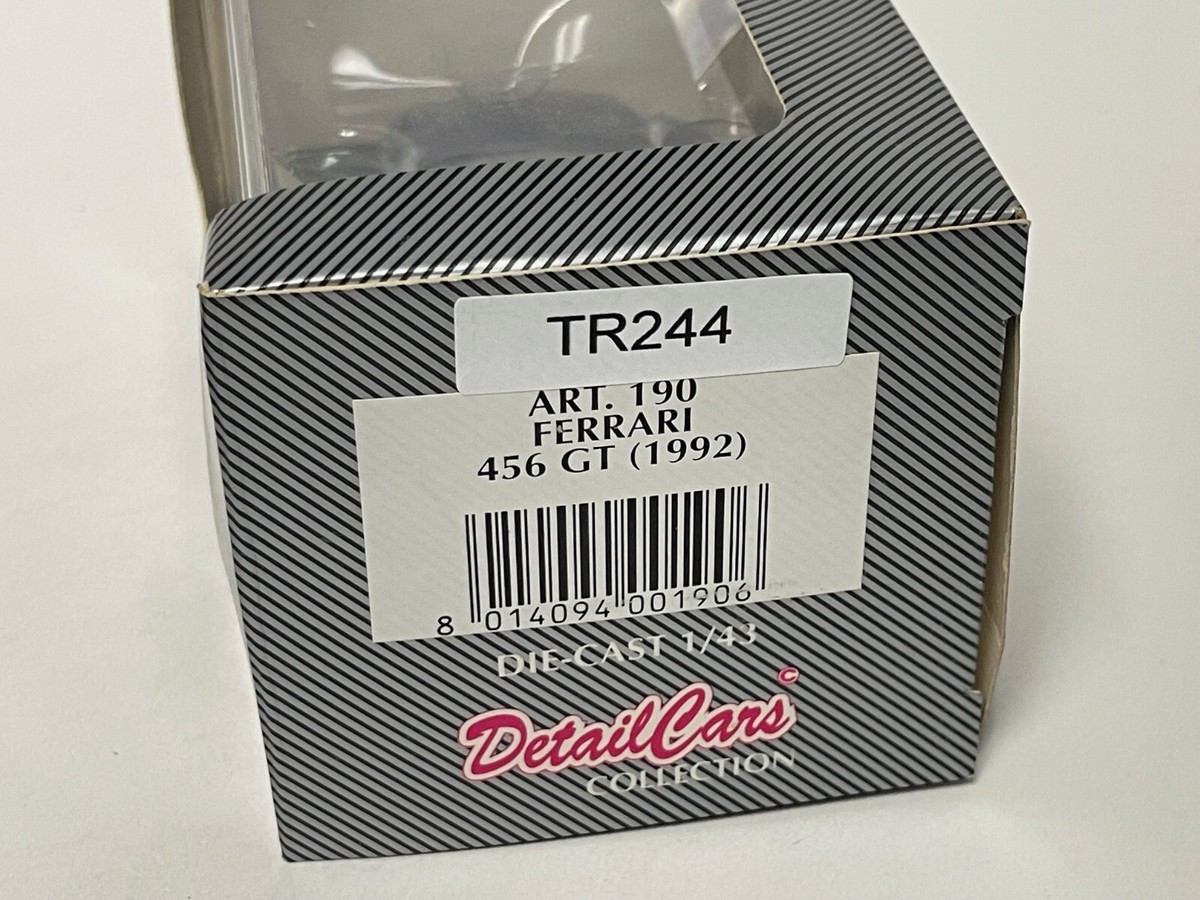 TR244
ART. 190
FERRARI
456 GT (1992)
8 014094 001906
DIE-CAST 1/43
DetailCars©
COLLECTION